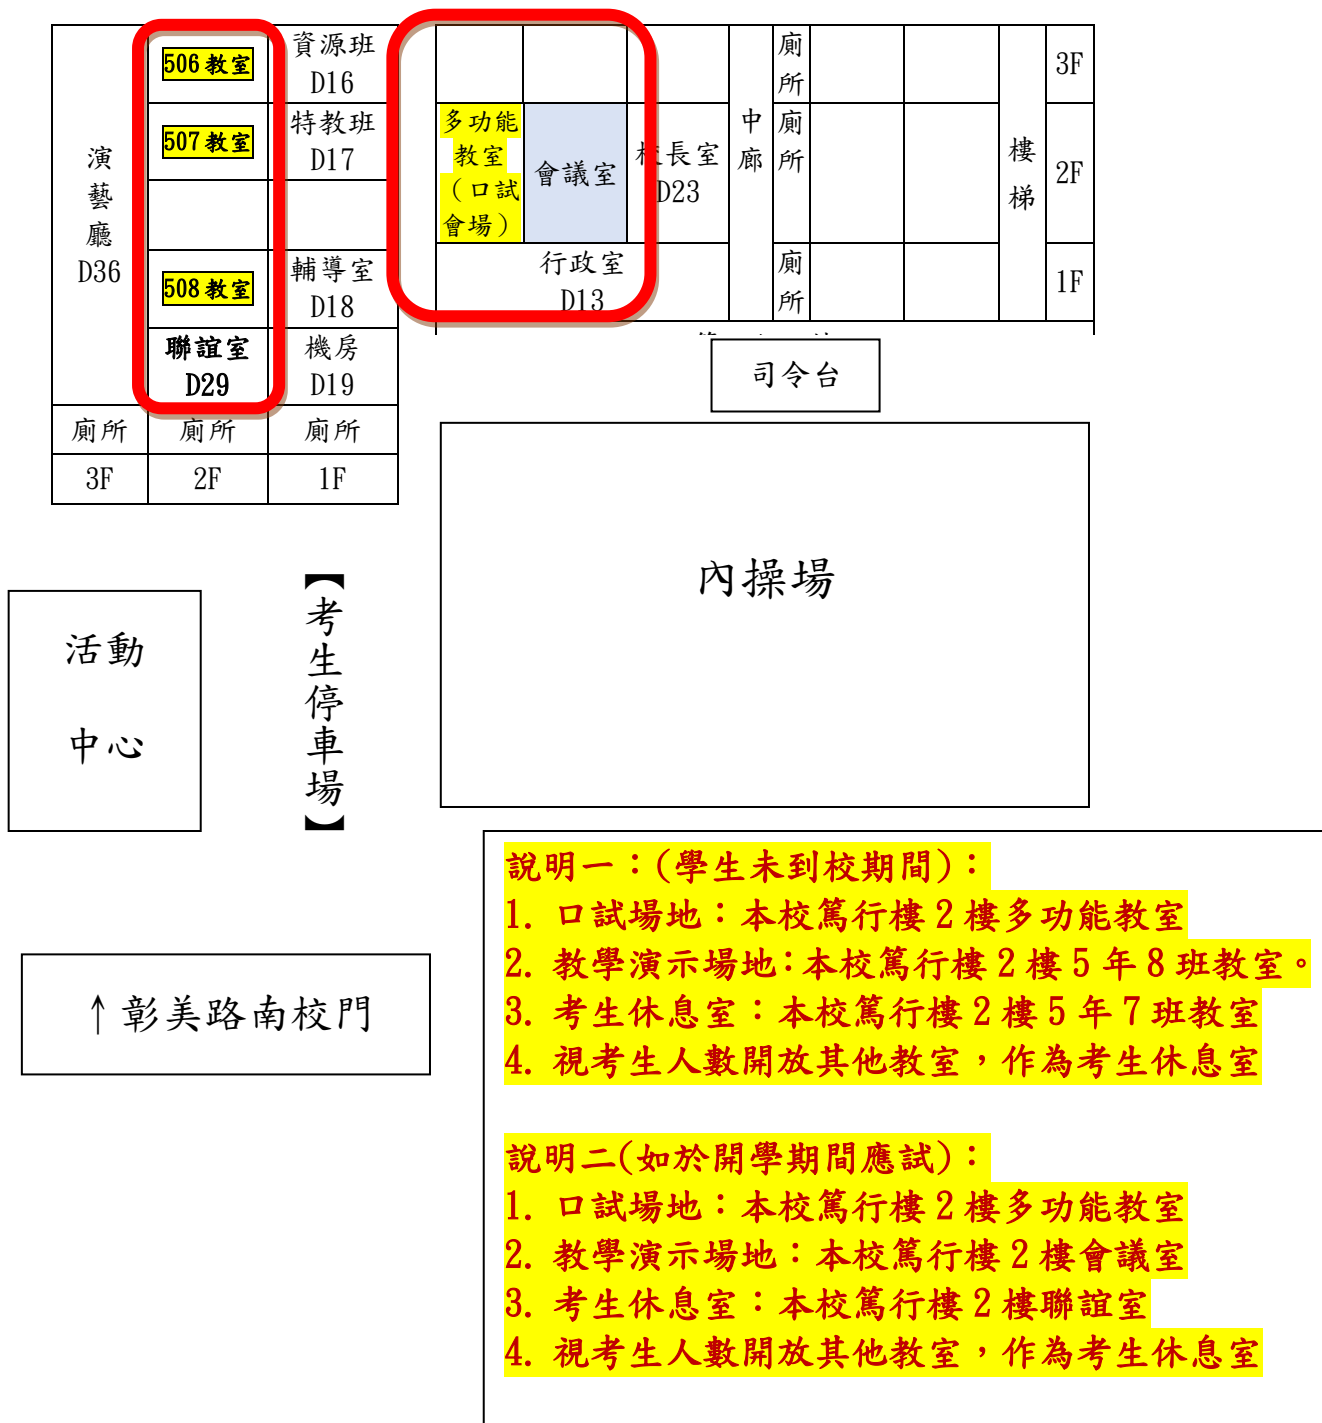 演藝廳
D36
506教室
507教室
508教室
聯誼室
D29
資源班
D16
特教班
D17
輔導室
D18
機房
D19
廁所
廁所
廁所
3F
2F
1F
多功能
教室
（口試
會場）
會議室
校長室
D23
行政室
D13
中廊
廁所
廁所
廁所
樓梯
3F
2F
1F
司令台
內操場
活動
中心
【考生停車場】
↑彰美路南校門
說明一：(學生未到校期間)：
1. 口試場地：本校篤行樓2樓多功能教室
2. 教學演示場地：本校篤行樓2樓5年8班教室。
3. 考生休息室：本校篤行樓2樓5年7班教室
4. 視考生人數開放其他教室，作為考生休息室
說明二(如於開學期間應試)：
1. 口試場地：本校篤行樓2樓多功能教室
2. 教學演示場地：本校篤行樓2樓會議室
3. 考生休息室：本校篤行樓2樓聯誼室
4. 視考生人數開放其他教室，作為考生休息室